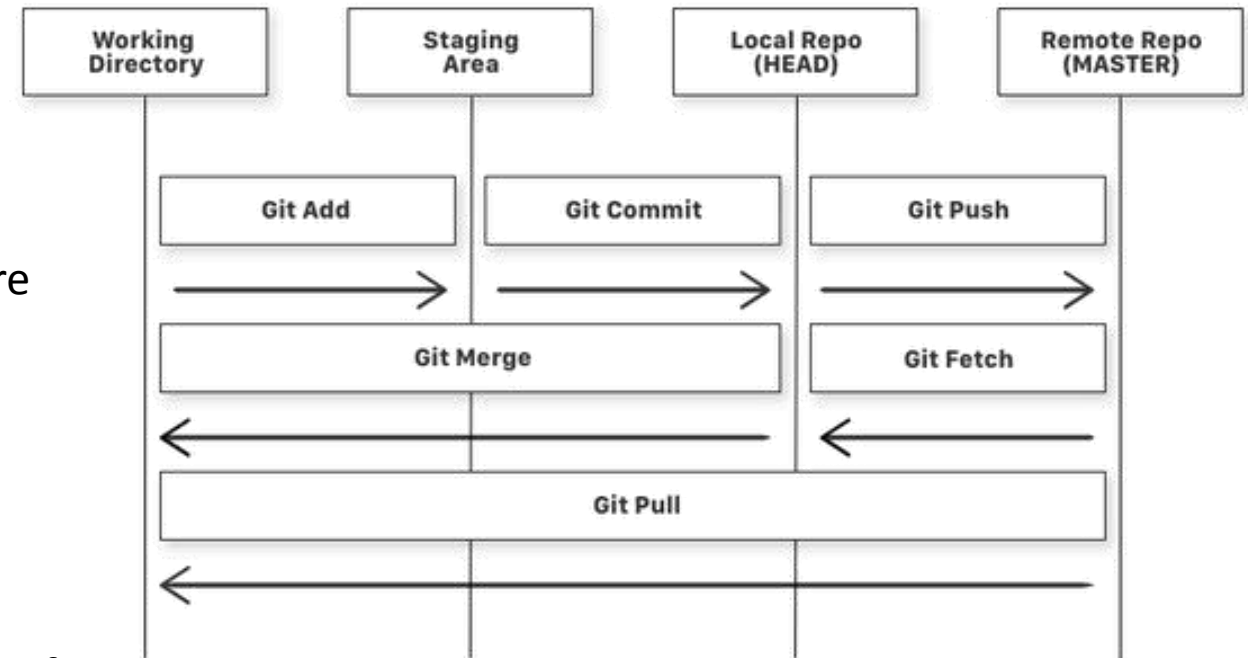 Working
Directory
Staging
Area
Local Repo
(HEAD)
Remote Repo
(MASTER)
Git Add
Git Commit
Git Push
re
Git Merge
Git Fetch
Git Pull